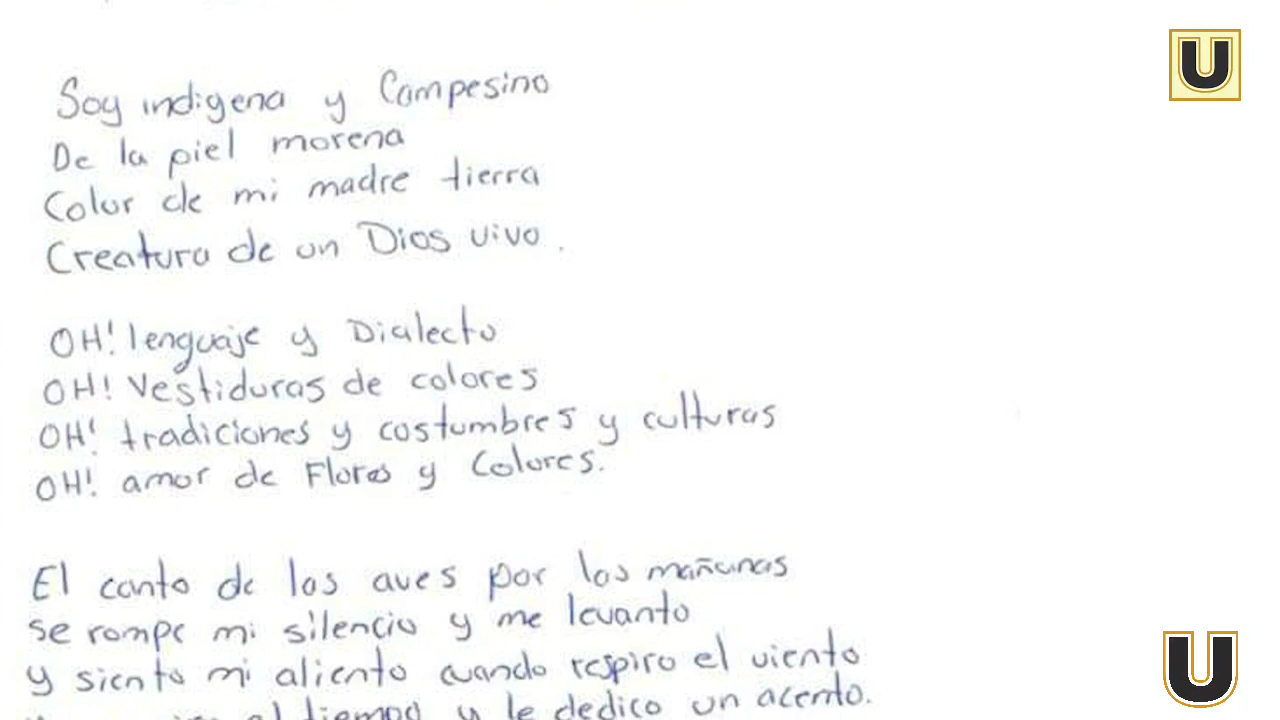 Soy indigena y Campesino
De la piel morena
Color de mi madre tierra
Creatura de un Dios vivo.
OH! lenguaje y Dialecto
OH! Vestiduras de colores
OH! tradiciones y costumbres y culturas
OH! amor de Flores y Colores.
El canto de las aves por las mañanas
se rompe mi silencio y me levanto
y siento mi aliento cuando respiro el viento
al tiempo y le dedico un acento.
U
U